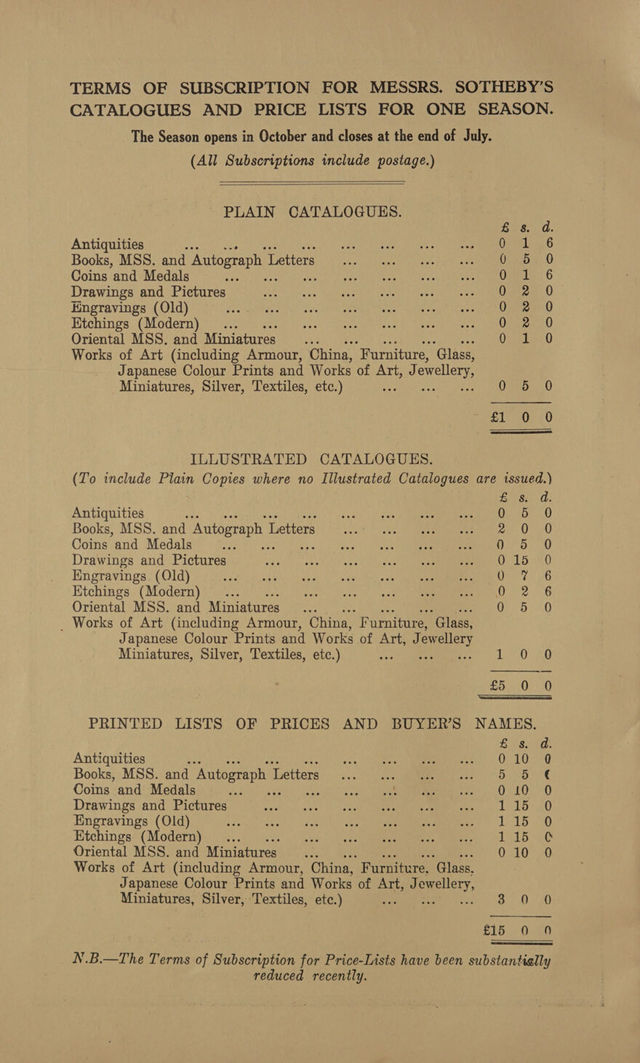 TERMS OF SUBSCRIPTION FOR MESSRS. SOTHEBY'S
CATALOGUES AND PRICE LISTS FOR ONE SEASON.
The Season opens in October and closes at the end of July.
(All Subscriptions include postage.)
PLAIN CATALOGUES.
£ s. d.
Antiquities ... ... ... ... ... ... ... ... 0 1 6
Books, MSS. and Autograph Letters ... ... ... ... 0 5 0
Coins and Medals ... ... ... ... ... ... ... 0 1 6
Drawings and Pictures ... ... ... ... ... ... 0 2 0
Engravings (Old) ... ... ... ... ... ... ... 0 2 0
Etchings (Modern) ... ... ... ... ... ... ... 0 2 0
Oriental MSS. and Miniatures ... ... ... ... ... 0 1 0
Works of Art (including Armour, China, Furniture, Glass,
Japanese Colour Prints and Works of Art, Jewellery,
Miniatures, Silver, Textiles, etc.) ... ... ... 0 5 0
£1 0 0
ILLUSTRATED CATALOGUES.
(To include Plain Copies where no Illustrated Catalogues are issued.)
£ s. d.
Antiquities ... ... ... ... ... ... ... ... 0 5 0
Books, MSS. and Autograph Letters ... ... ... ... 2 0 0
Coins and Medals ... ... ... ... ... ... ... 0 5 0
Drawings and Pictures ... ... ... ... ... ... 0 15 0
Engravings (Old) ... ... ... ... ... ... ... 0 7 6
Etchings (Modern) ... ... ... ... ... ... ... 0 2 6
Oriental MSS. and Miniatures ... ... ... ... ... 0 5 0
Works of Art (including Armour, China, Furniture, Glass,
Japanese Colour Prints and Works of Art, Jewellery
Miniatures, Silver, Textiles, etc.) ... ... ... 1 0 0
£5 0 0
PRINTED LISTS OF PRICES AND BUYER'S NAMES.
£ s. d.
Antiquities ... ... ... ... ... ... ... ... 0 10 0
Books, MSS. and Autograph Letters ... ... ... ... 5 5 0
Coins and Medals ... ... ... ... ... ... ... 0 10 0
Drawings and Pictures ... ... ... ... ... ... 1 15 0
Engravings (Old) ... ... ... ... ... ... ... 1 15 0
Etchings (Modern) ... ... ... ... ... ... ... 1 15 0
Oriental MSS. and Miniatures ... ... ... ... ... 0 10 0
Works of Art (including Armour, China, Furniture, Glass,
Japanese Colour Prints and Works of Art, Jewellery,
Miniatures, Silver, Textiles, etc.) ... ... ... 3 0 0
£15 0 0
N.B.—The Terms of Subscription for Price-Lists have been substantially
reduced recently.